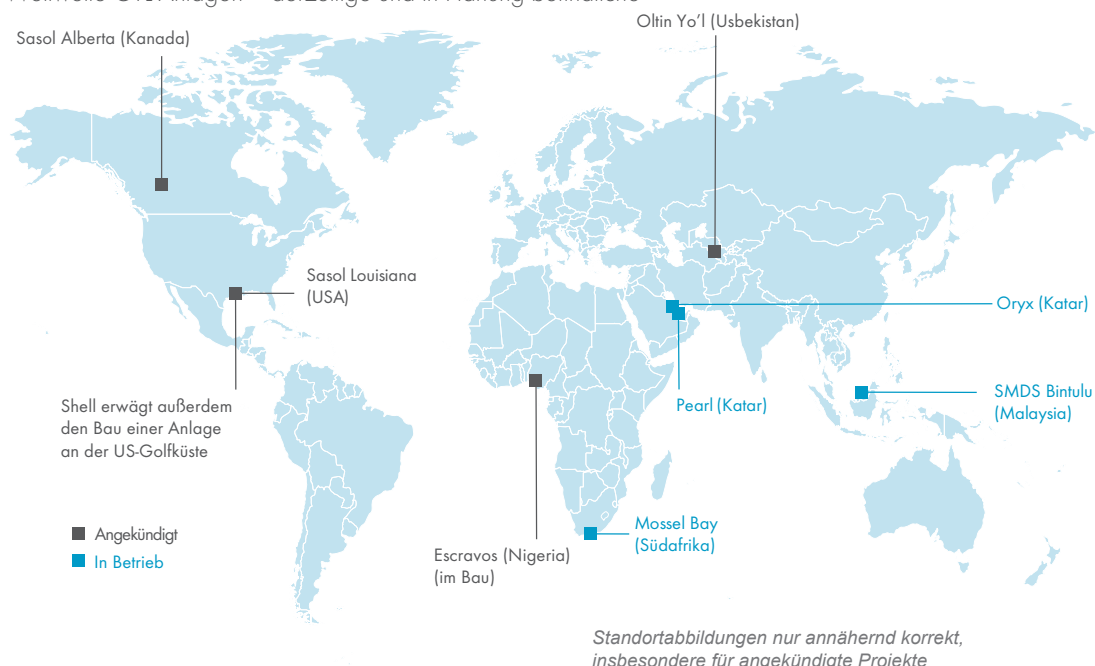 Sasol Alberta (Kanada)
Oltin Yo'l (Usbekistan)
Sasol Louisiana
(USA)
Oryx (Katar)
Shell erwägt außerdem
den Bau einer Anlage
an der US-Golfküste
Pearl (Katar)
SMDS Bintulu
(Malaysia)
Angekündigt
In Betrieb
Escravos (Nigeria)
(im Bau)
Mossel Bay
(Südafrika)
Standortabbildungen nur annähernd korrekt,
insbesondere für angekündigte Projekte